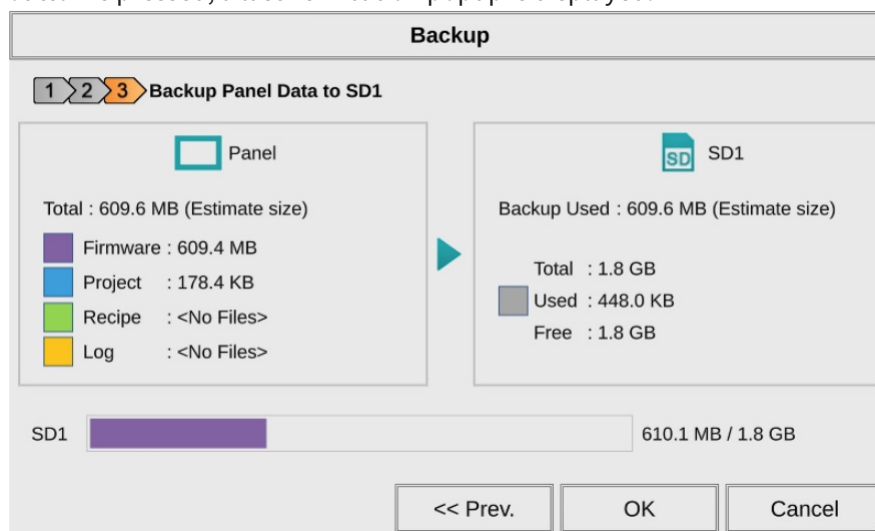 Backup
1 2 3 Backup Panel Data to SD1
Panel
Total : 609.6 MB (Estimate size)
Firmware : 609.4 MB
Project : 178.4 KB
Recipe : <No Files>
Log : <No Files>
SD SD1
Backup Used : 609.6 MB (Estimate size)
Total : 1.8 GB
Used : 448.0 KB
Free : 1.8 GB
SD1 610.1 MB / 1.8 GB
<< Prev. OK Cancel